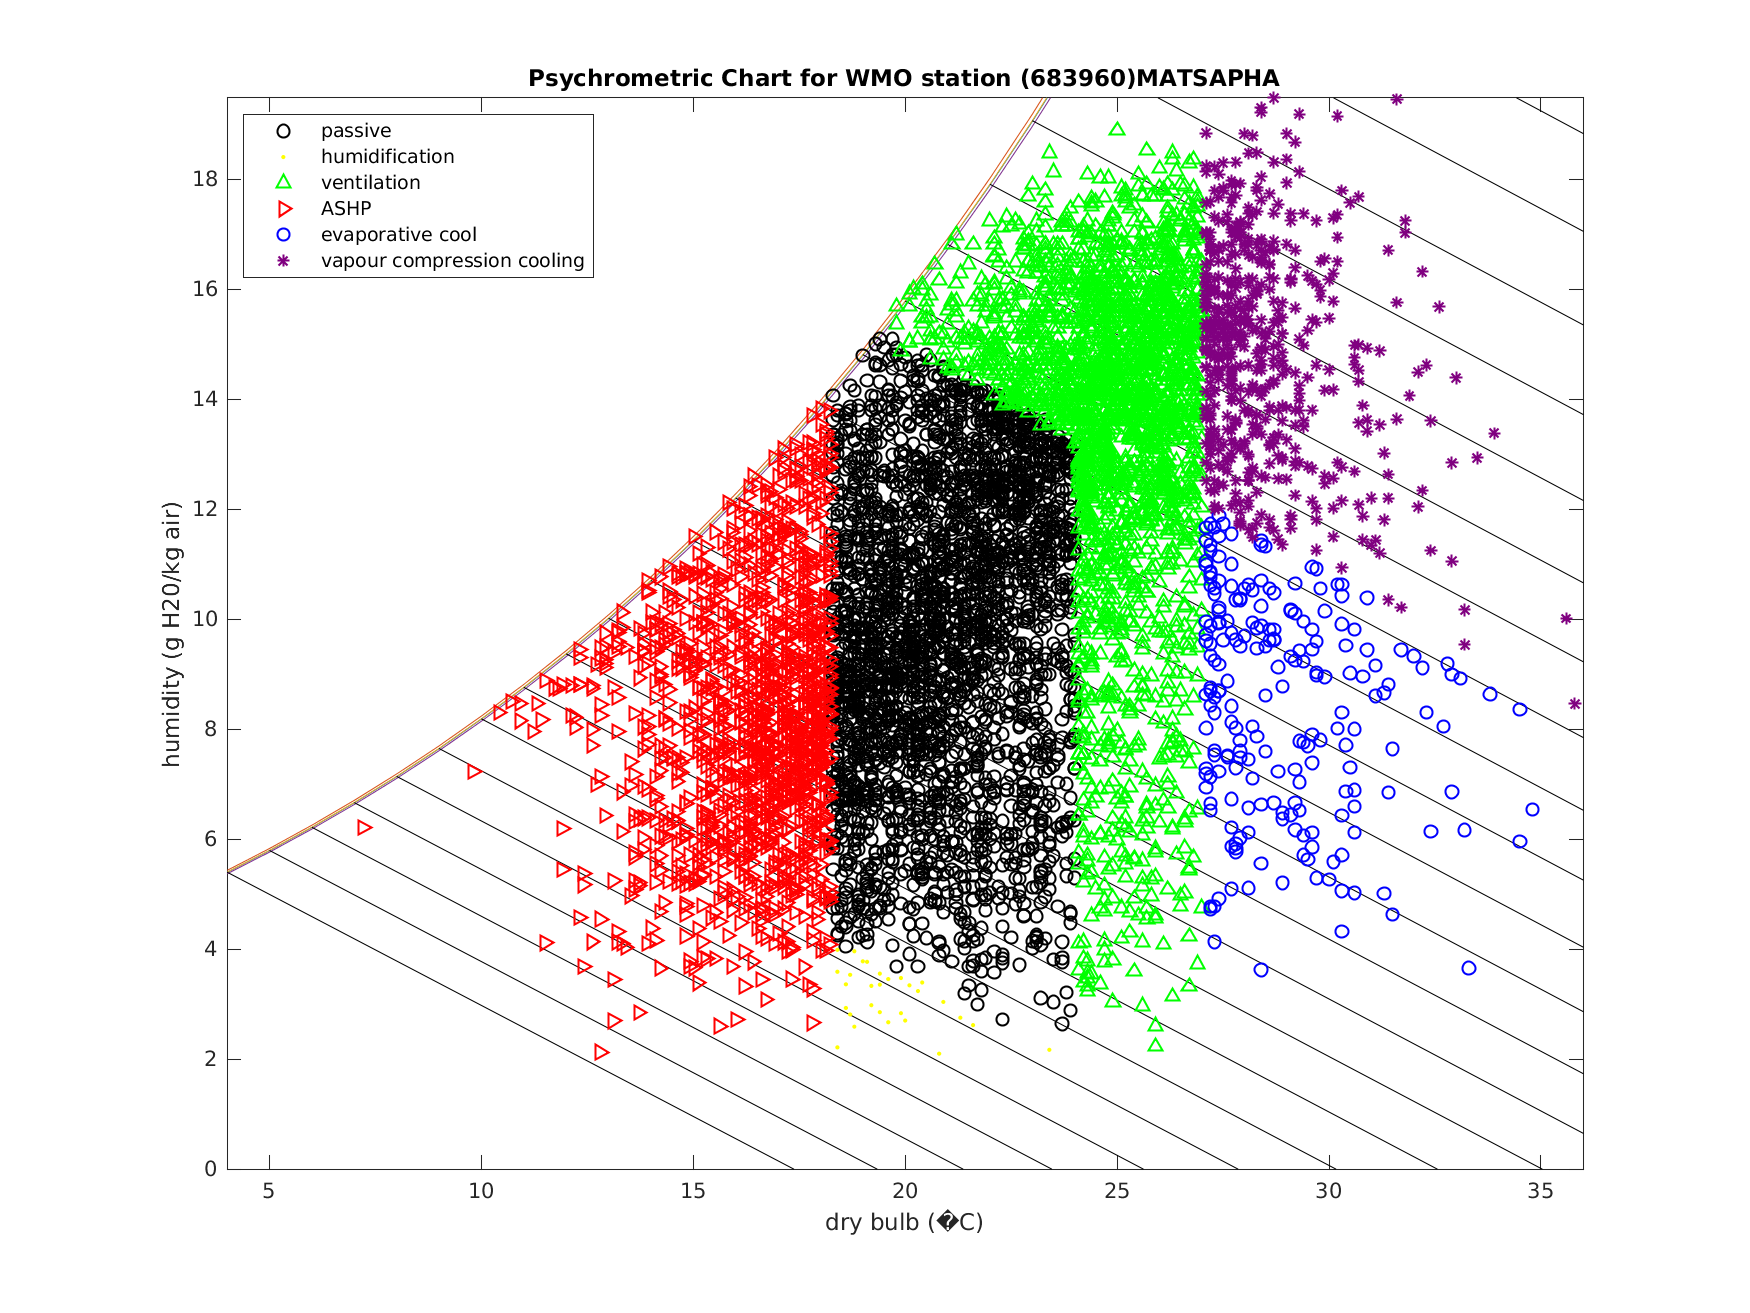 Psychrometric Chart for WMO station (683960)MATSAPHA
passive
humidification
ventilation
ASHP
evaporative cool
vapour compression cooling
humidity (g H20/kg air)
18
16
14
12
10
8
6
4
2
0
5 10 15 20 25 30 35
dry bulb (�C)